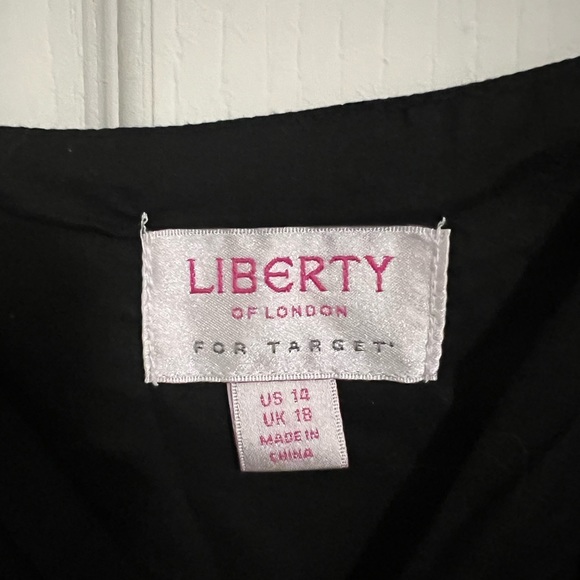 LIBERTY
OF LONDON
FOR TARGET
US 14
UK 18
MADE IN
CHINA